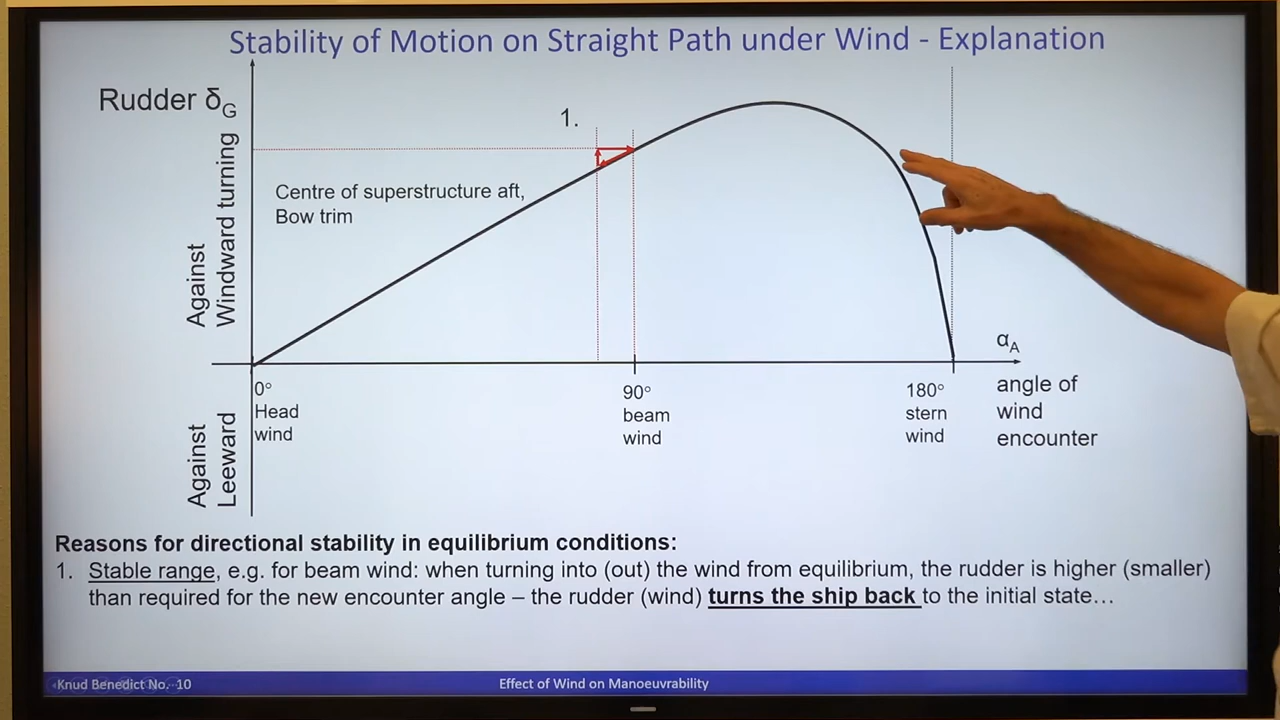 Stability of Motion on Straight Path under Wind - Explanation
Rudder δG
Against
Windward turning
1.
Centre of superstructure aft,
Bow trim
αA
0°
Head
wind
90°
beam
wind
180°
stern
wind
angle of
wind
encounter
Against
Leeward
Reasons for directional stability in equilibrium conditions:
1. Stable range, e.g. for beam wind: when turning into (out) the wind from equilibrium, the rudder is higher (smaller)
than required for the new encounter angle – the rudder (wind) turns the ship back to the initial state…
Knud Benedict No. 10
Effect of Wind on Manoeuvrability